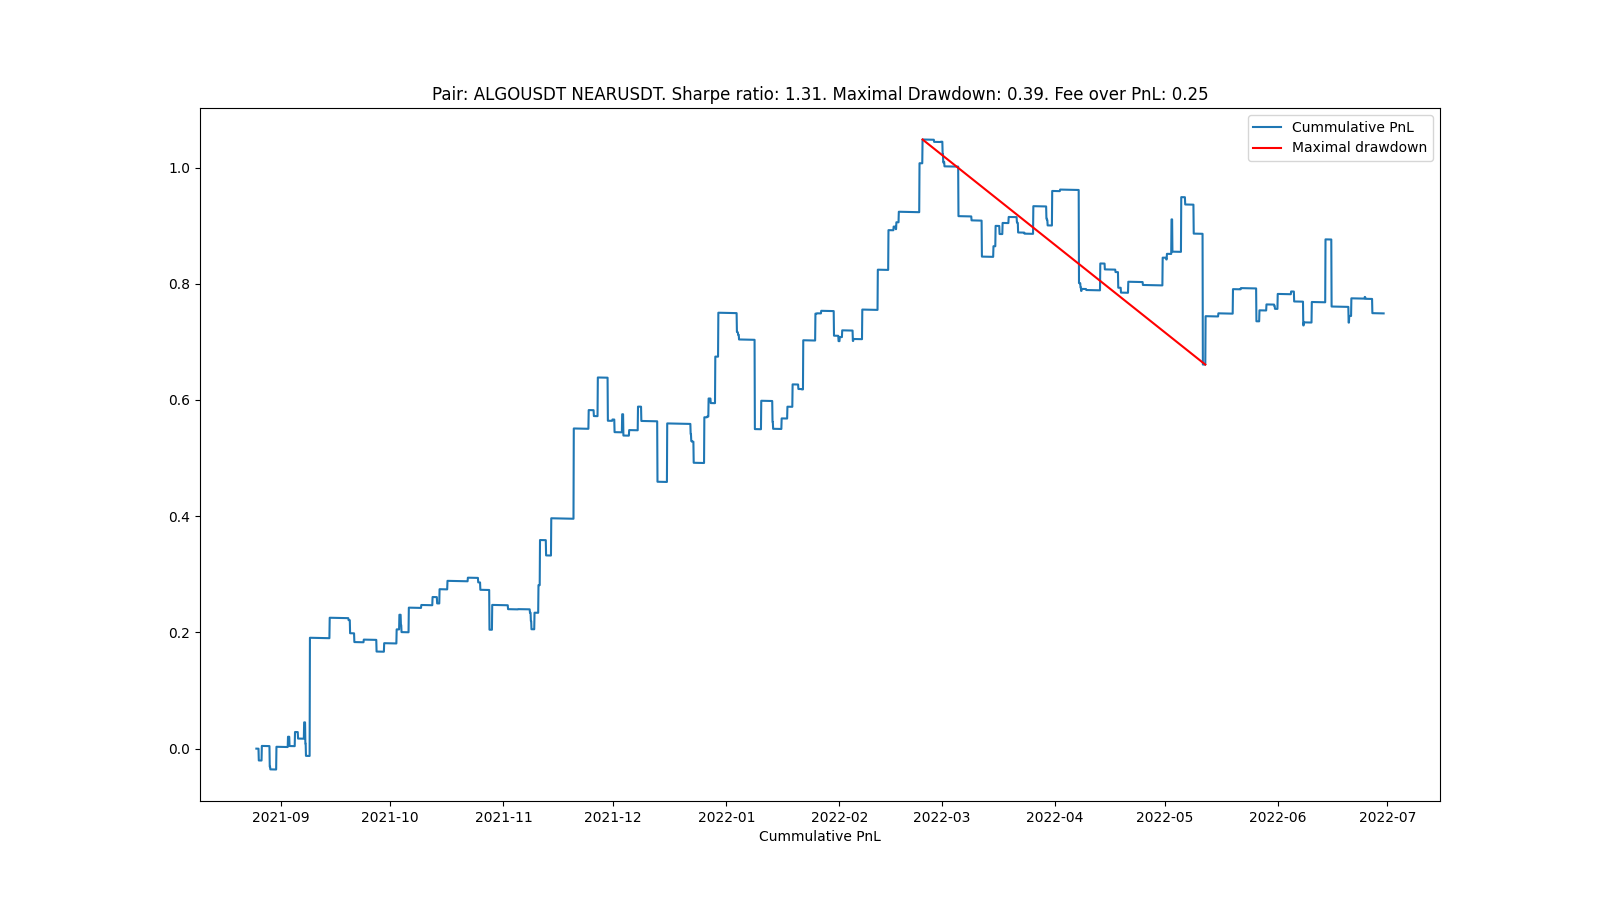 Pair: ALGOUSDT NEARUSDT. Sharpe ratio: 1.31. Maximal Drawdown: 0.39. Fee over PnL: 0.25
Cummulative PnL
Maximal drawdown
1.0
0.8
0.6
0.4
0.2
0.0
2021-09 2021-10 2021-11 2021-12 2022-01 2022-02 2022-03 2022-04 2022-05 2022-06 2022-07
Cummulative PnL